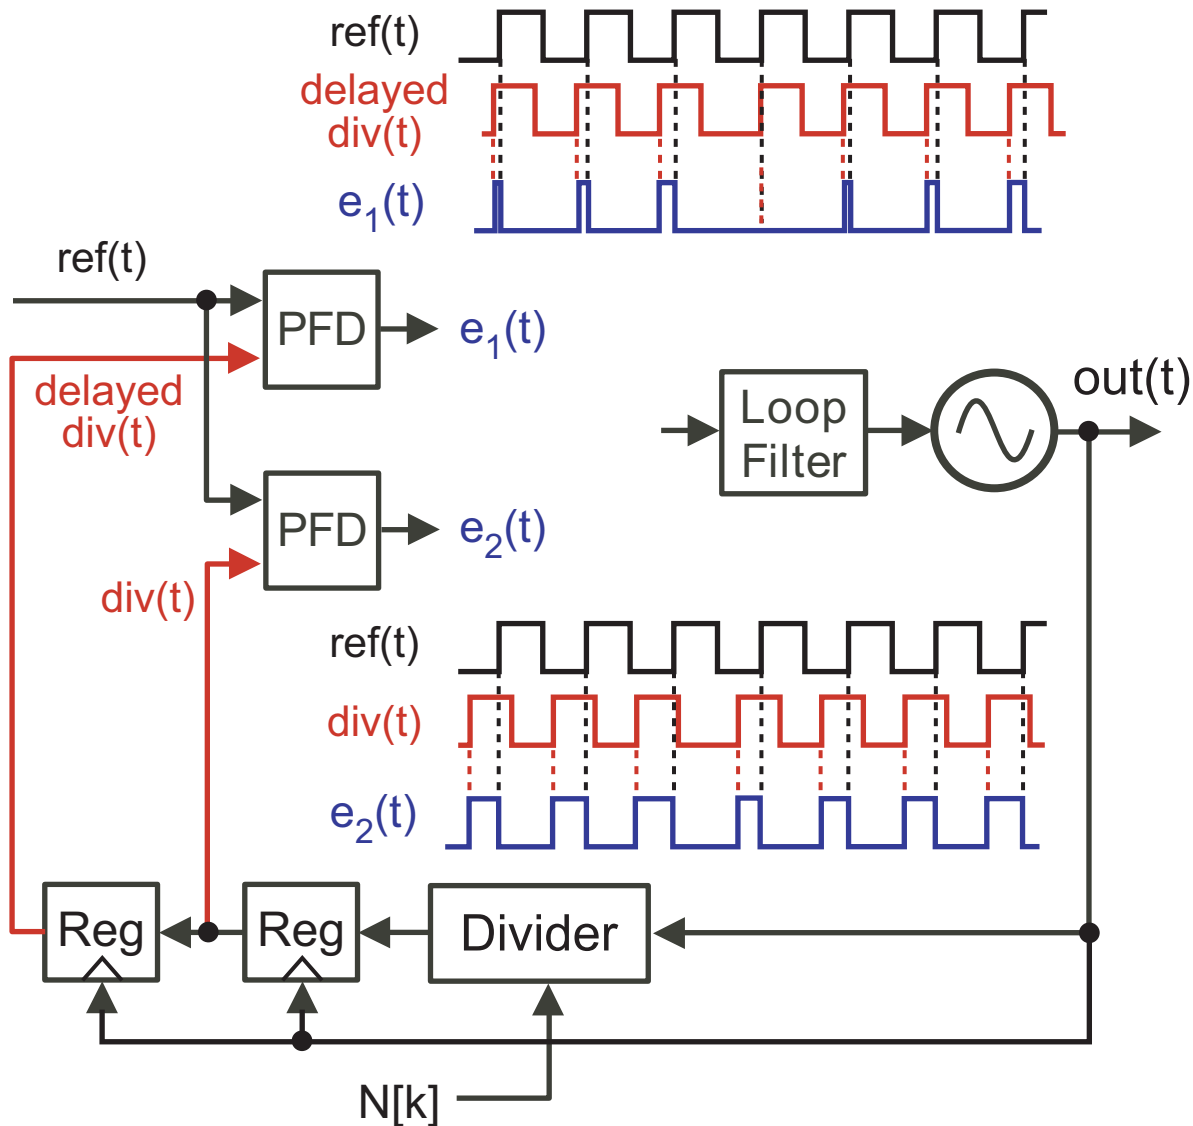 ref(t)
delayed
div(t)
e1(t)
ref(t)
PFD
e1(t)
delayed
div(t)
Loop
Filter
out(t)
PFD
e2(t)
div(t)
ref(t)
div(t)
e2(t)
Reg
Reg
Divider
N[k]